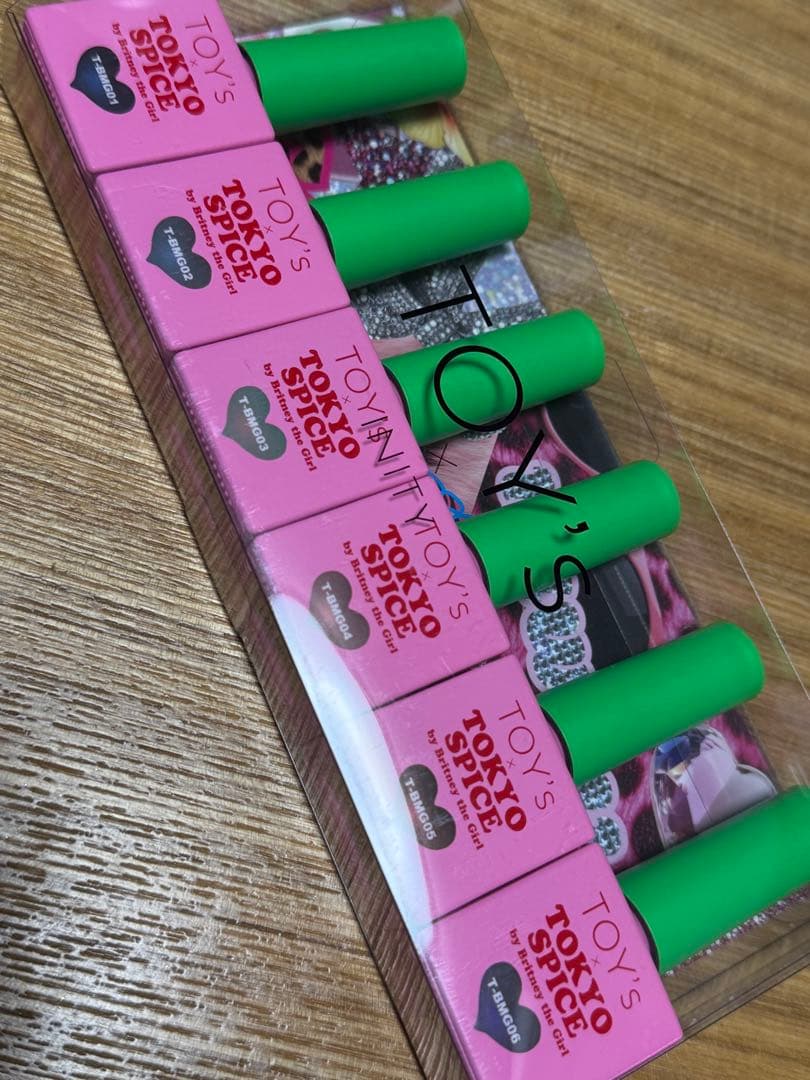 TOY's
×
TOKYO
SPICE
by Britney the Girl
T-BMG01
TOY's
×
TOKYO
SPICE
by Britney the Girl
T-BMG02
TOY's
×
TOKYO
SPICE
by Britney the Girl
T-BMG03
TOY's
×
TOKYO
SPICE
by Britney the Girl
T-BMG04
TOY's
×
TOKYO
SPICE
by Britney the Girl
T-BMG05
TOY's
×
TOKYO
SPICE
by Britney the Girl
T-BMG06
TOY's
×
INITY